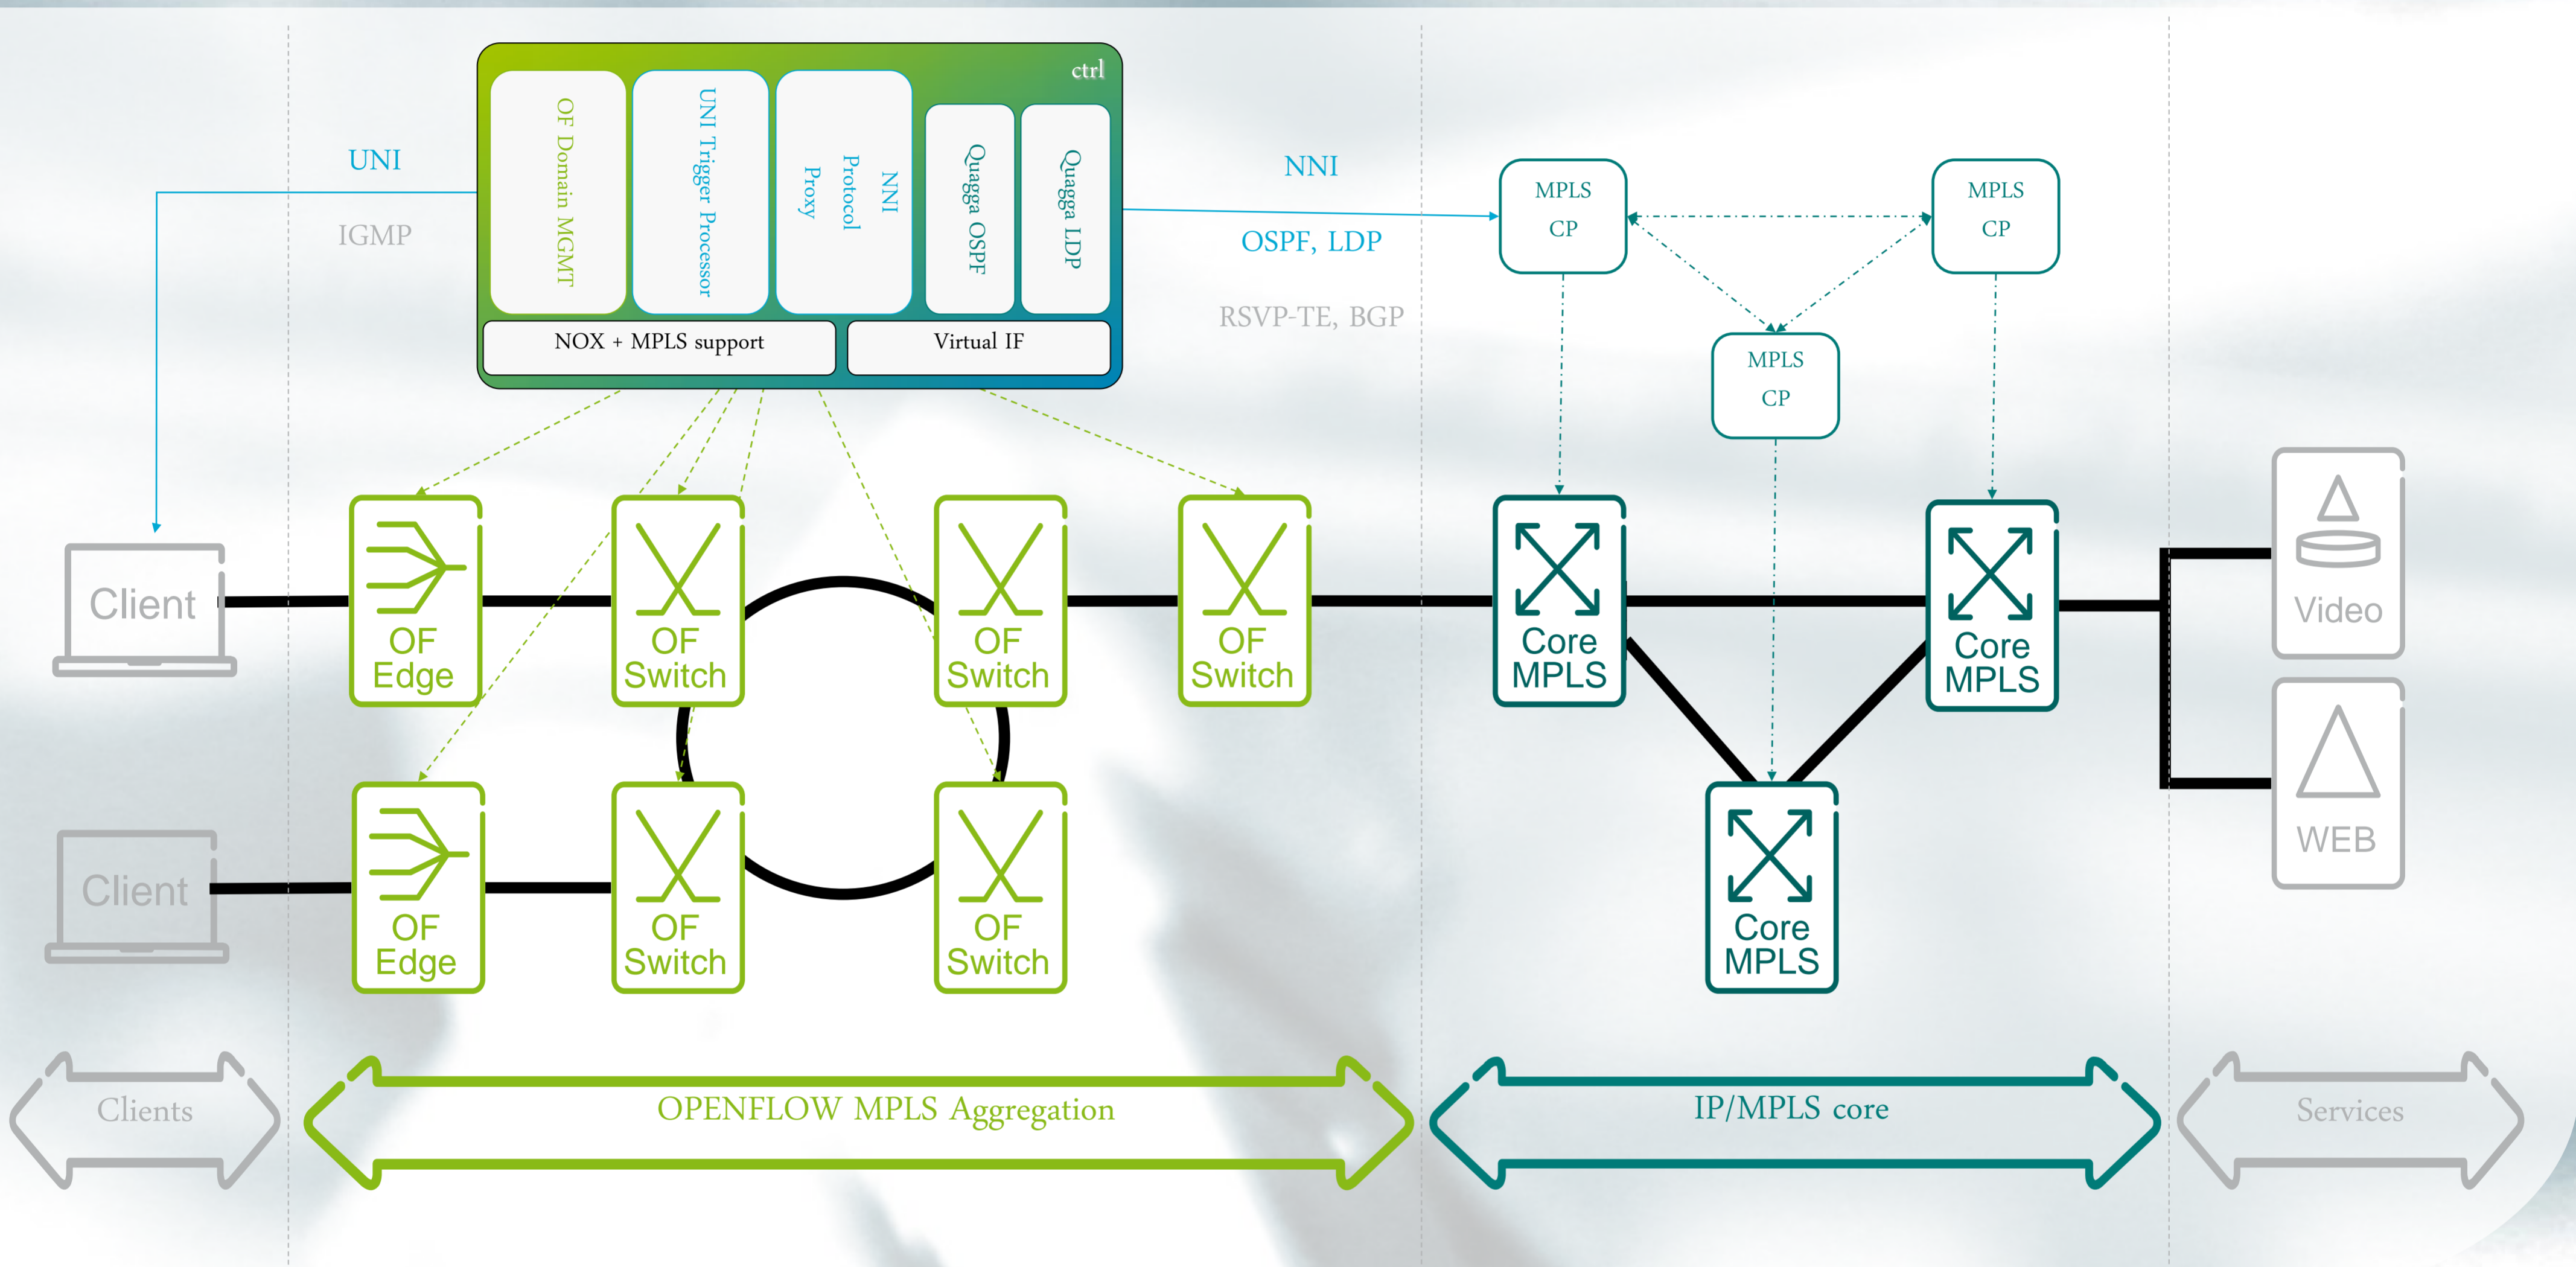 ctrl
OF Domain MGMT
UNI Trigger Processor
NNI
Protocol
Proxy
Quagga OSPF
Quagga LDP
NOX + MPLS support
Virtual IF
UNI
IGMP
NNI
OSPF, LDP
RSVP-TE, BGP
MPLS
CP
MPLS
CP
MPLS
CP
Client
OF
Edge
OF
Switch
OF
Switch
OF
Switch
Core
MPLS
Core
MPLS
Video
Client
OF
Edge
OF
Switch
OF
Switch
Core
MPLS
WEB
Clients
OPENFLOW MPLS Aggregation
IP/MPLS core
Services